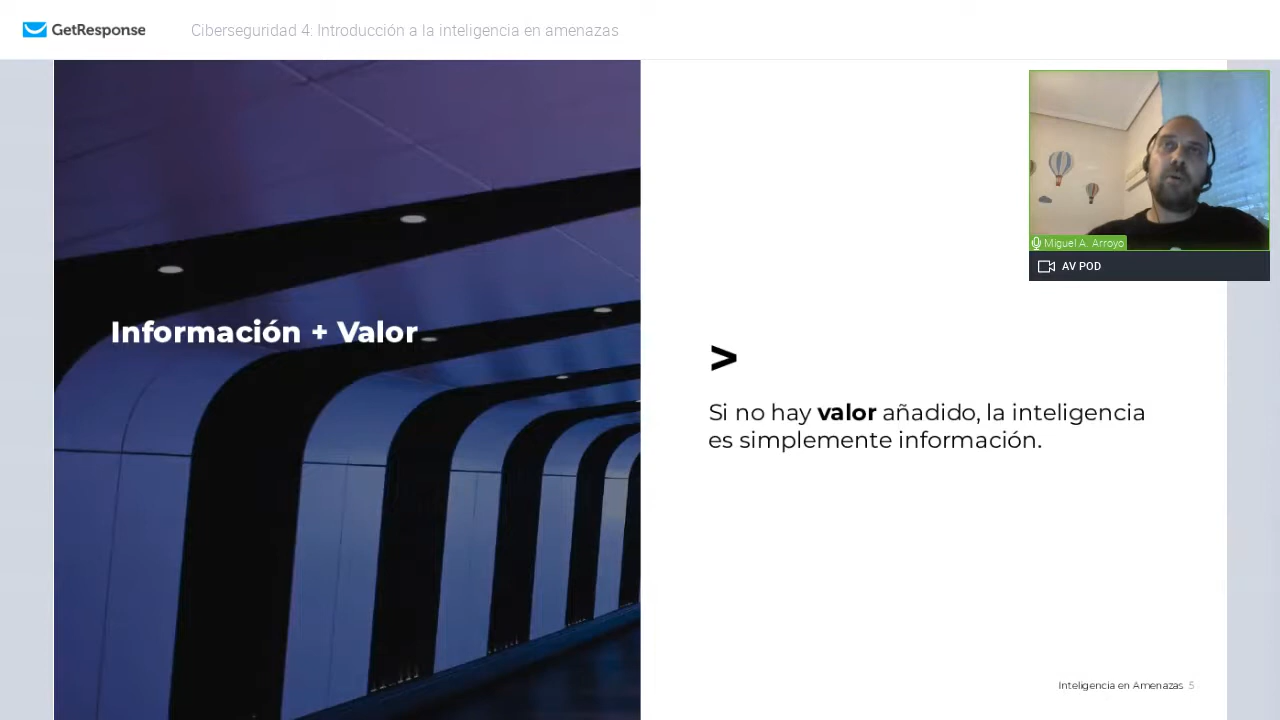 GetResponse
Ciberseguridad 4: Introducción a la inteligencia en amenazas
Miguel A. Arroyo
AV POD
Información + Valor
>
Si no hay valor añadido, la inteligencia
es simplemente información.
Inteligencia en Amenazas 5